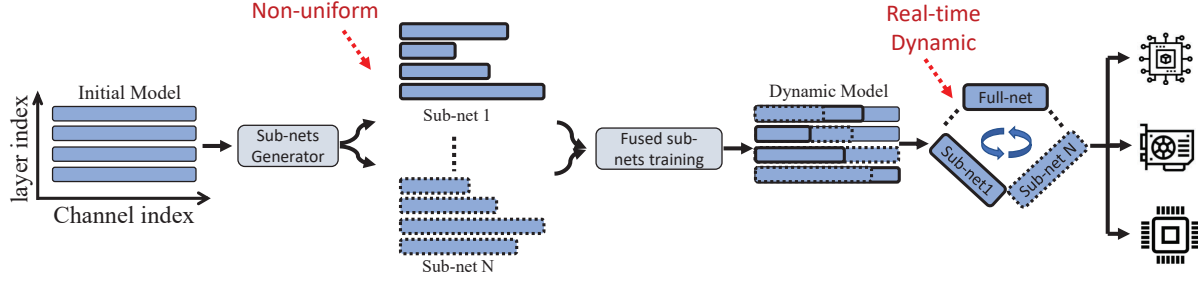 Non-uniform
Real-time
Dynamic
Initial Model
layer index
Channel index
Sub-nets
Generator
Sub-net 1
Sub-net N
Fused sub-
nets training
Dynamic Model
Full-net
Sub-net1
Sub-net N